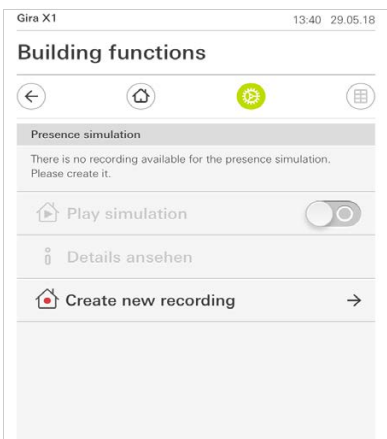 Gira X1 13:40 29.05.18
Building functions
Presence simulation
There is no recording available for the presence simulation.
Please create it.
Play simulation
Details ansehen
Create new recording